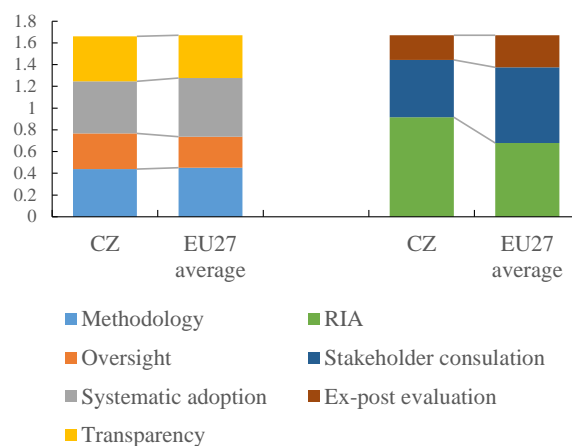 1.8
1.6
1.4
1.2
1
0.8
0.6
0.4
0.2
0
CZ EU27 average CZ EU27 average
Methodology RIA
Oversight Stakeholder consulation
Systematic adoption Ex-post evaluation
Transparency